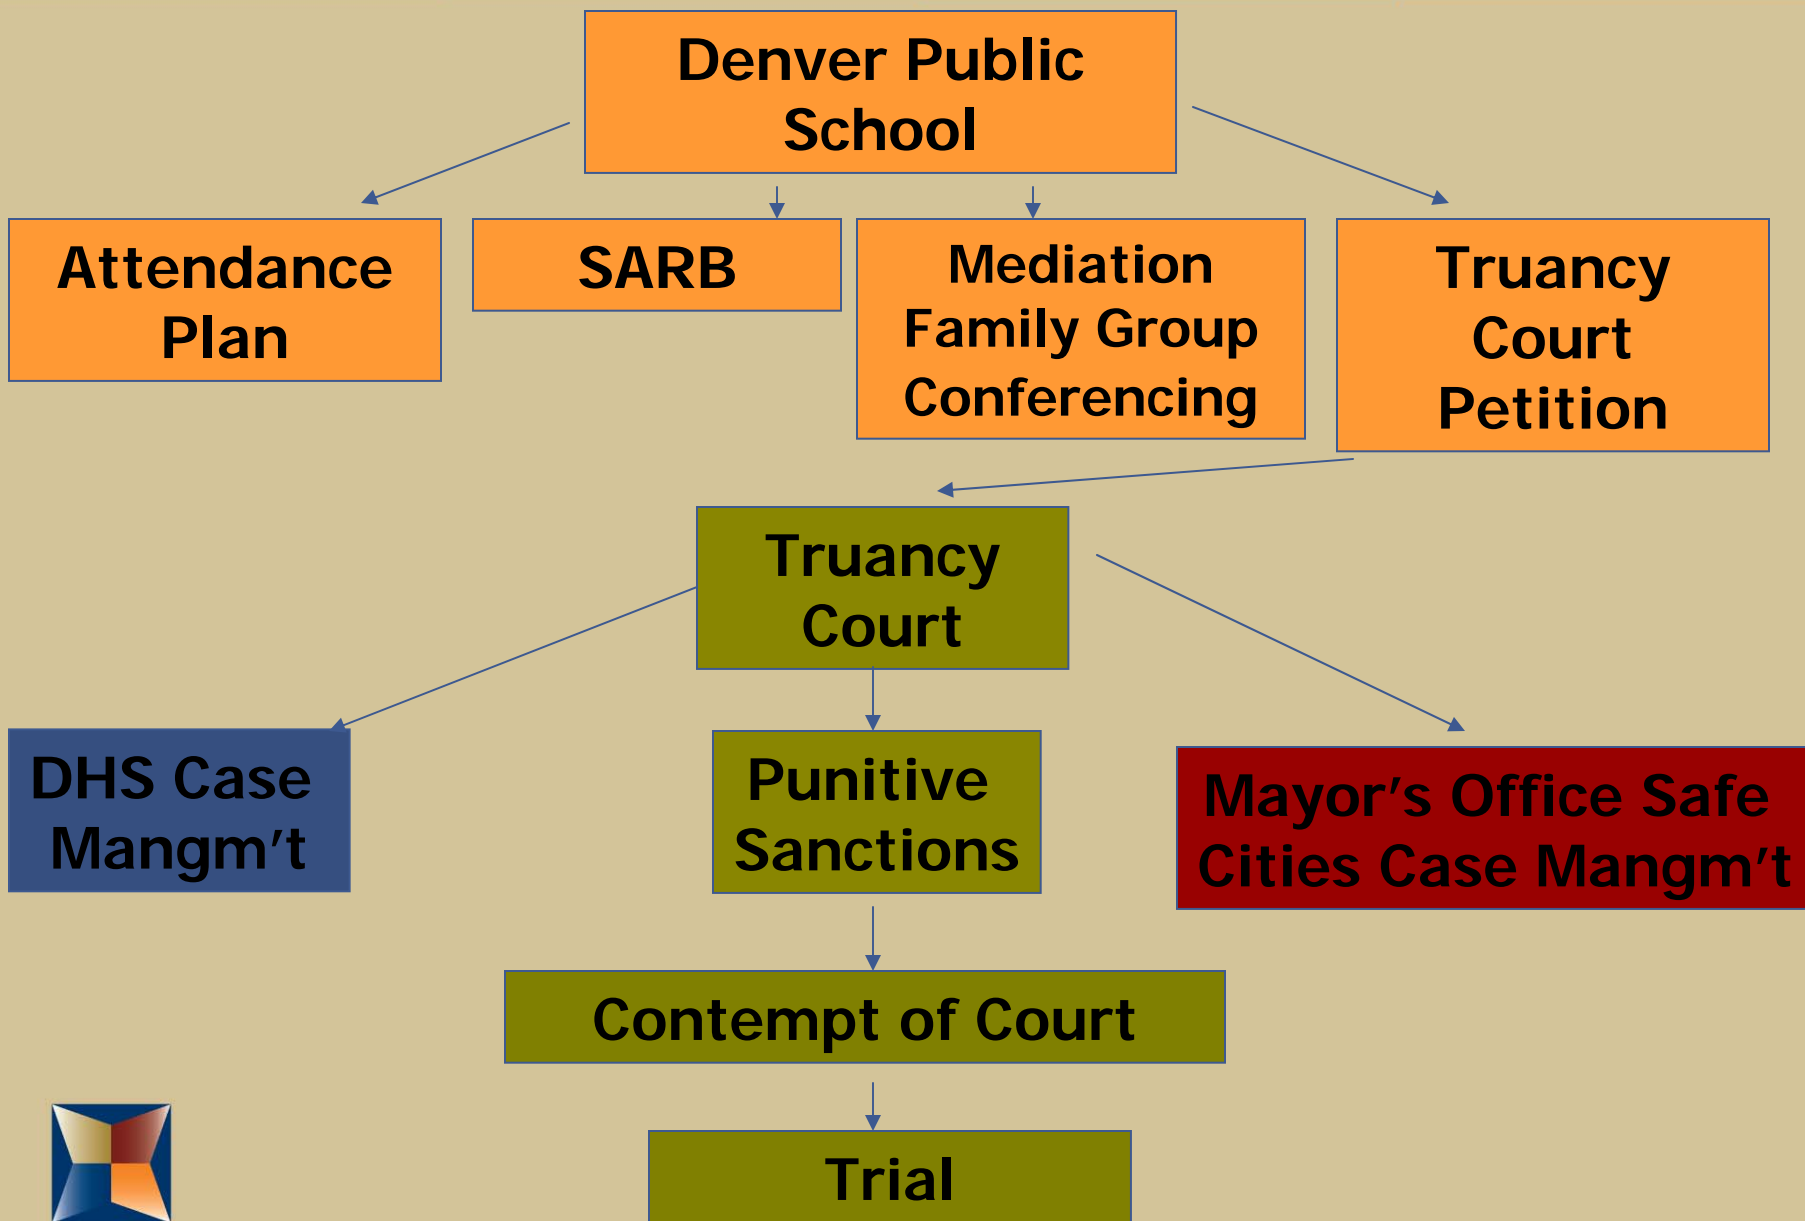 Denver Public
School
Attendance
Plan
SARB
Mediation
Family Group
Conferencing
Truancy
Court
Petition
Truancy
Court
DHS Case
Mangm't
Punitive
Sanctions
Mayor's Office Safe
Cities Case Mangm't
Contempt of Court
Trial